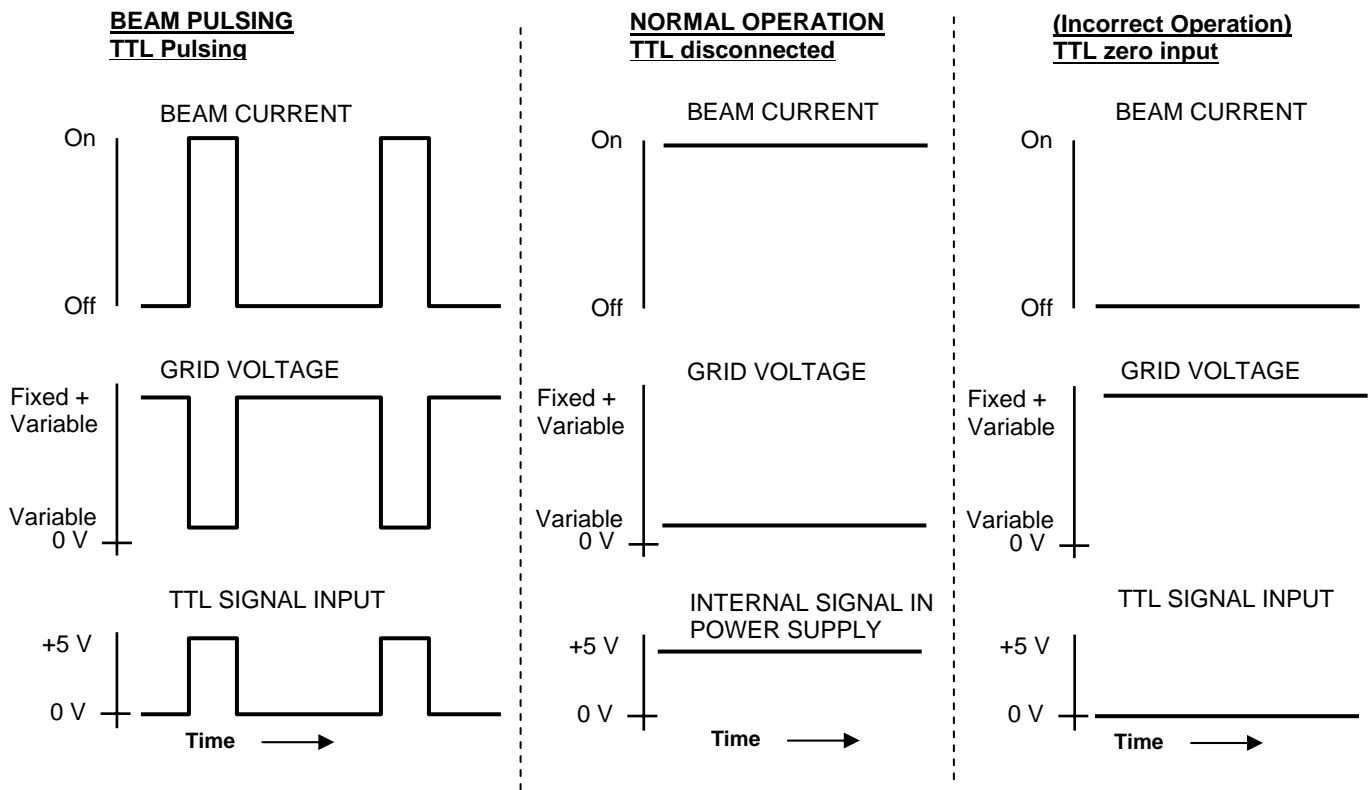 BEAM PULSING
TTL Pulsing
BEAM CURRENT
On
Off
GRID VOLTAGE
Fixed +
Variable
Variable
0 V
TTL SIGNAL INPUT
+5 V
0 V
Time
NORMAL OPERATION
TTL disconnected
BEAM CURRENT
On
Off
GRID VOLTAGE
Fixed +
Variable
Variable
0 V
INTERNAL SIGNAL IN
POWER SUPPLY
+5 V
0 V
Time
(Incorrect Operation)
TTL zero input
BEAM CURRENT
On
Off
GRID VOLTAGE
Fixed +
Variable
Variable
0 V
TTL SIGNAL INPUT
+5 V
0 V
Time